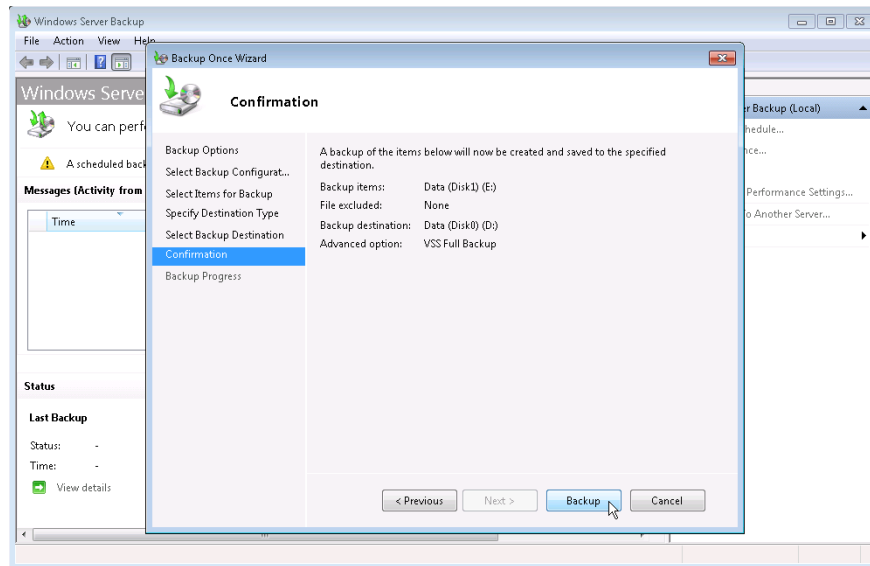 Windows Server Backup
File Action View Help
Backup Once Wizard
Windows Serve
Confirmation
er Backup (Local)
You can perf
hedule...
A scheduled back
nce...
Messages (Activity from
Performance Settings...
Time
o Another Server...
Backup Options
Select Backup Configurat...
Select Items for Backup
Specify Destination Type
Select Backup Destination
Confirmation
Backup Progress
A backup of the items below will now be created and saved to the specified
destination.
Backup items: Data (Disk1) (E:)
File excluded: None
Backup destination: Data (Disk0) (D:)
Advanced option: VSS Full Backup
Status
Last Backup
Status: -
Time: -
View details
< Previous Next > Backup Cancel